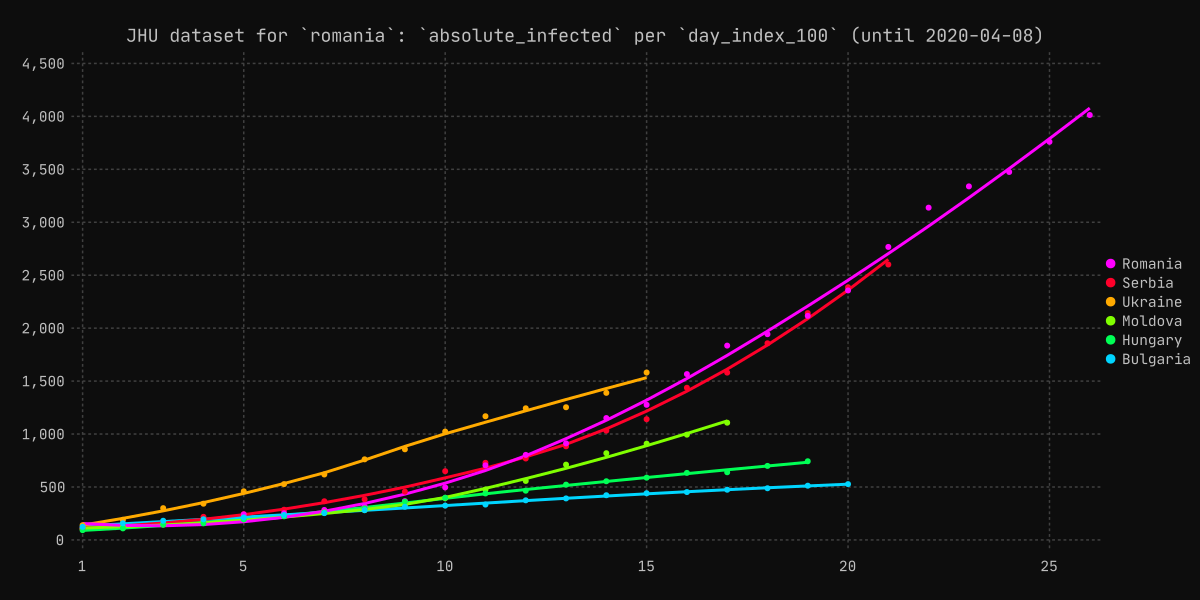 JHU dataset for `romania`: `absolute_infected` per `day_index_100` (until 2020-04-08)
4,500
4,000
3,500
3,000
2,500
2,000
1,500
1,000
500
0
1 5 10 15 20 25
Romania
Serbia
Ukraine
Moldova
Hungary
Bulgaria